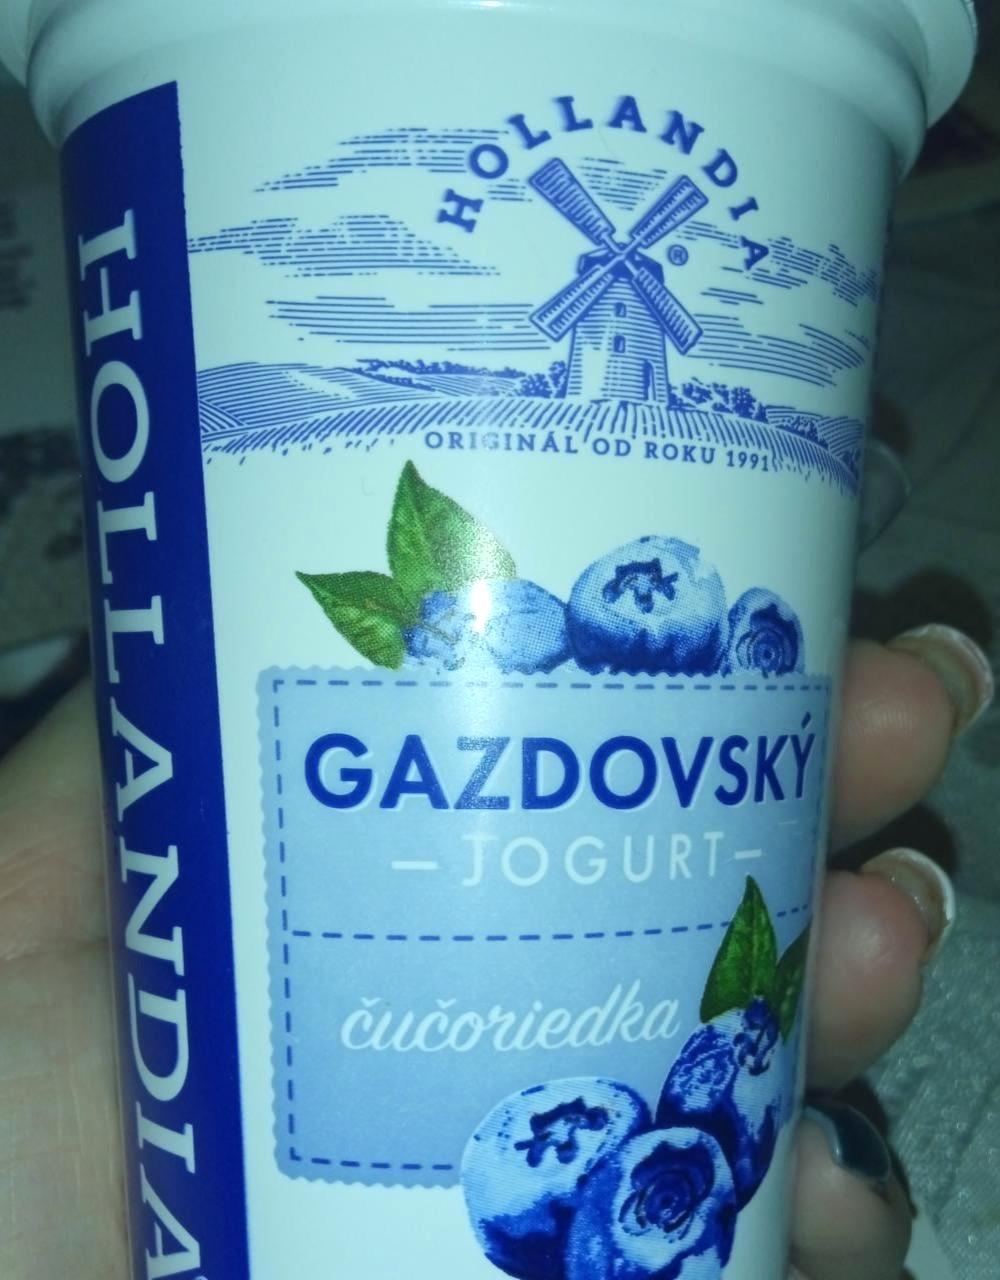 HOLLANDIA
®
ORIGINÁL OD ROKU 1991
GAZDOVSKÝ
JOGURT
čučoriedka
HOLLANDIA